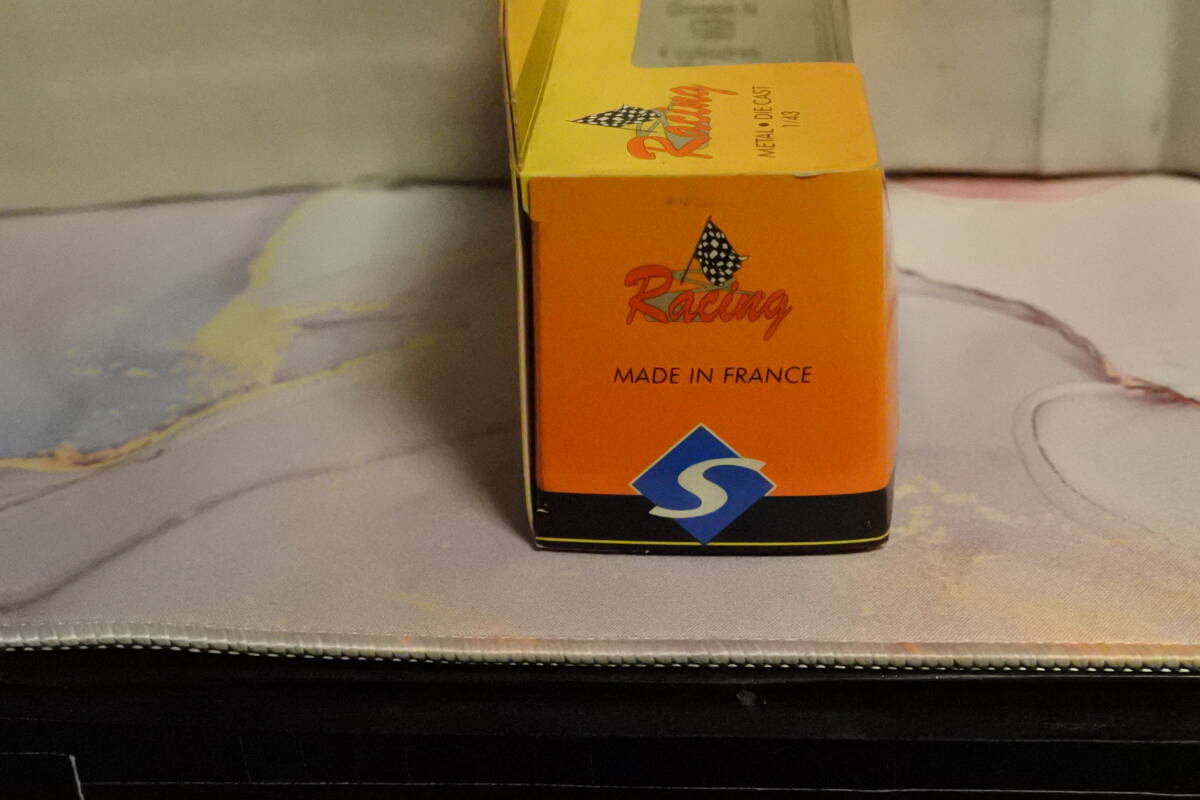 Racing
METAL • DIE CAST
1/43
Racing
MADE IN FRANCE
S